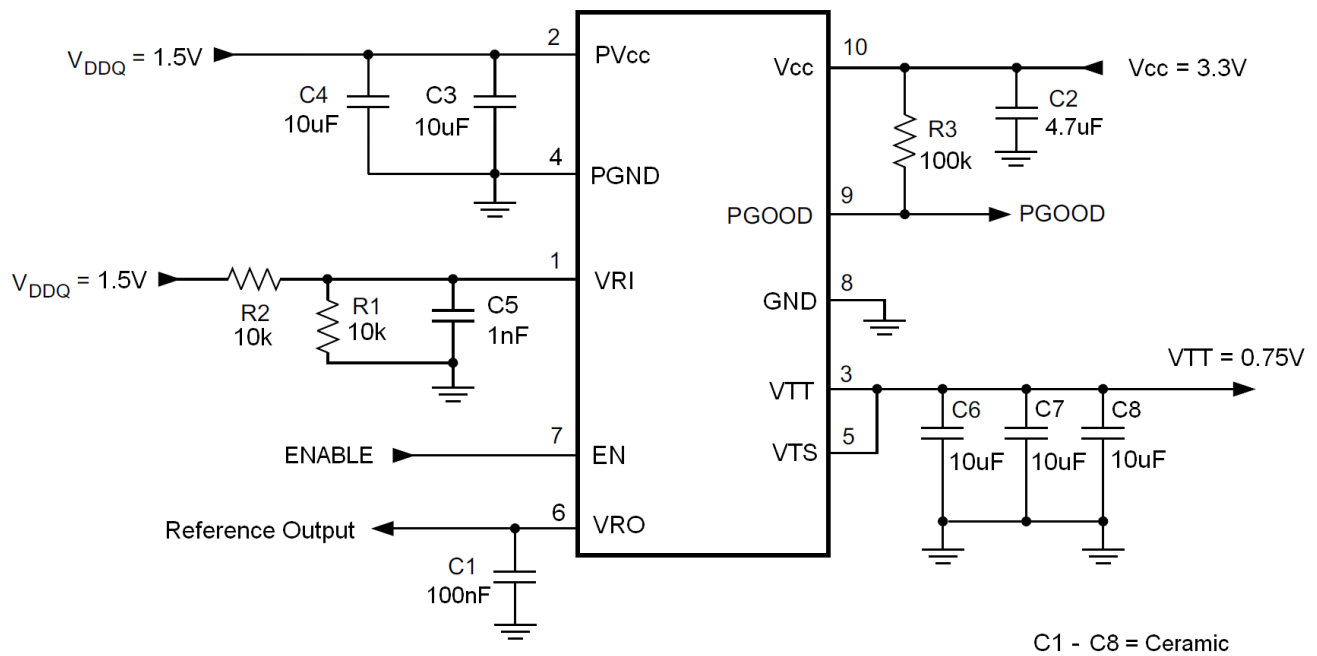 VDDQ = 1.5V
C4
10uF
C3
10uF
2
PVcc
4
PGND
VDDQ = 1.5V
R2
10k
R1
10k
C5
1nF
1
VRI
ENABLE
7
EN
Reference Output
6
VRO
C1
100nF
Vcc
10
Vcc = 3.3V
R3
100k
C2
4.7uF
PGOOD
9
PGOOD
GND
8
VTT
3
VTT = 0.75V
VTS
5
C6
10uF
C7
10uF
C8
10uF
C1 - C8 = Ceramic